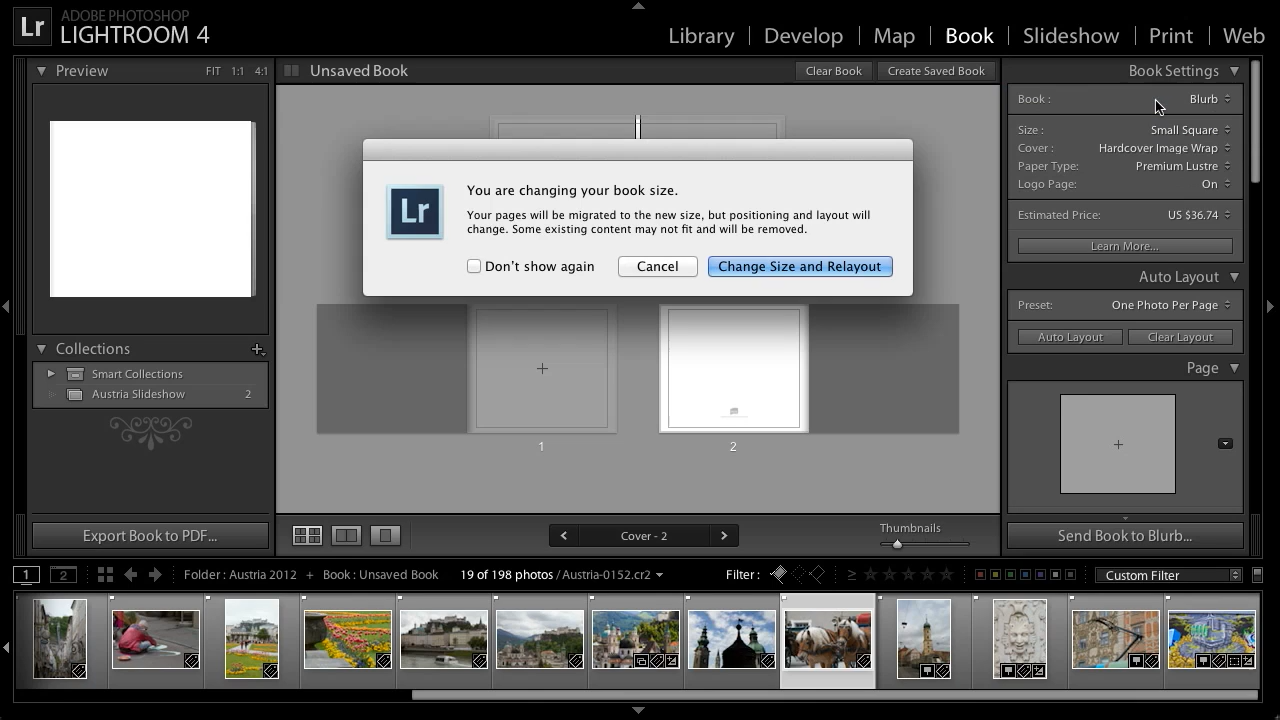 Lr
ADOBE PHOTOSHOP
LIGHTROOM 4
Library | Develop | Map | Book | Slideshow | Print | Web
Preview FIT 1:1 4:1
Unsaved Book
Clear Book
Create Saved Book
Book Settings
Book : Blurb
Size : Small Square
Cover : Hardcover Image Wrap
Paper Type: Premium Lustre
Logo Page: On
Estimated Price: US $36.74
Learn More...
Auto Layout
Preset: One Photo Per Page
Auto Layout
Clear Layout
Page
Send Book to Blurb...
Lr
You are changing your book size.
Your pages will be migrated to the new size, but positioning and layout will
change. Some existing content may not fit and will be removed.
Don't show again
Cancel
Change Size and Relayout
Collections
Smart Collections
Austria Slideshow 2
1
2
Export Book to PDF...
Cover - 2
Thumbnails
1
2
Folder : Austria 2012 + Book : Unsaved Book
19 of 198 photos / Austria-0152.cr2
Filter :
≥
Custom Filter